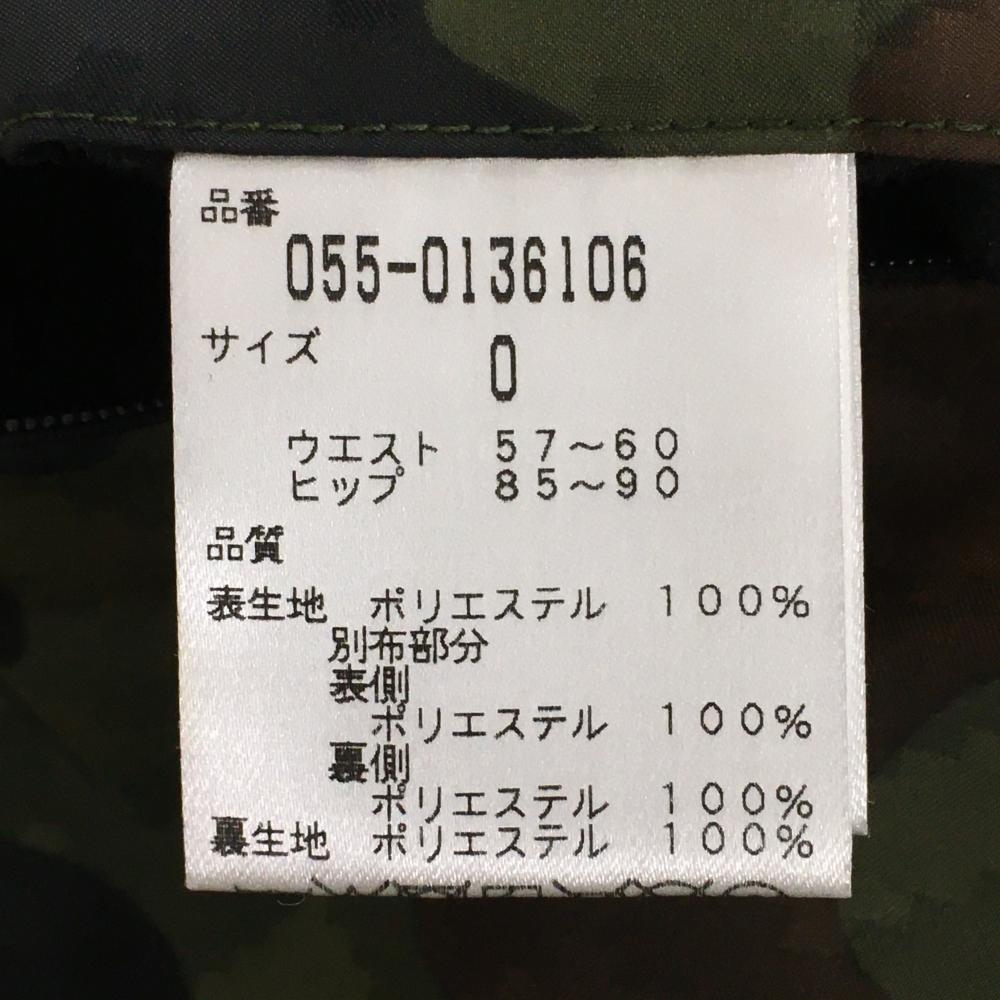 品番
055-0136106
サイズ 0
ウエスト 57〜60
ヒップ 85〜90
品質
表生地 ポリエステル 100%
別布部分
表側
ポリエステル 100%
裏側
ポリエステル 100%
裏生地 ポリエステル 100%